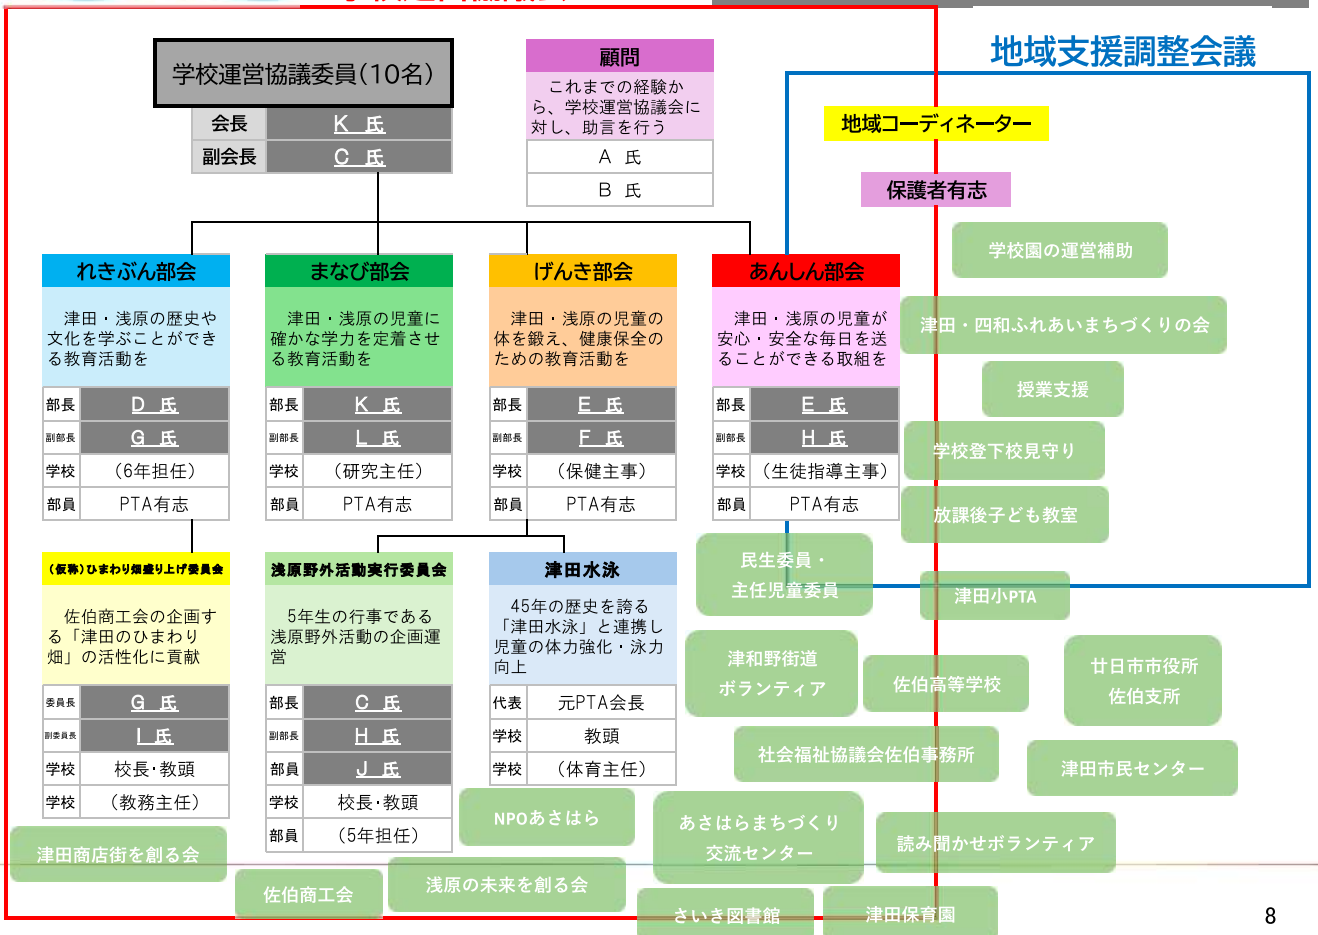 地域支援調整会議
学校運営協議委員(10名)
会長 K 氏
副会長 C 氏
顧問
これまでの経験か
ら、学校運営協議会に
対し、助言を行う
A 氏
B 氏
地域コーディネーター
保護者有志
れきぶん部会
津田・浅原の歴史や
文化を学ぶことができ
る教育活動を
部長 D 氏
副部長 G 氏
学校 （6年担任）
部員 PTA有志
まなび部会
津田・浅原の児童に
確かな学力を定着させ
る教育活動を
部長 K 氏
副部長 L 氏
学校 （研究主任）
部員 PTA有志
げんき部会
津田・浅原の児童の
体を鍛え、健康保全の
ための教育活動を
部長 E 氏
副部長 F 氏
学校 （保健主事）
部員 PTA有志
あんしん部会
津田・浅原の児童が
安心・安全な毎日を送
ることができる取組を
部長 E 氏
副部長 H 氏
学校 （生徒指導主事）
部員 PTA有志
（仮称）ひまわり畑盛り上げ委員会
佐伯商工会の企画す
る「津田のひまわり
畑」の活性化に貢献
委員長 G 氏
副委員長 I 氏
学校 校長・教頭
学校 （教務主任）
浅原野外活動実行委員会
5年生の行事である
浅原野外活動の企画運
営
部長 C 氏
副部長 H 氏
部員 J 氏
学校 校長・教頭
部員 （5年担任）
津田水泳
45年の歴史を誇る
「津田水泳」と連携し
児童の体力強化・泳力
向上
代表 元PTA会長
学校 教頭
学校 （体育主任）
学校園の運営補助
津田・四和ふれあいまちづくりの会
授業支援
学校登下校見守り
放課後子ども教室
民生委員・
主任児童委員
津田小PTA
津和野街道
ボランティア
佐伯高等学校
廿日市市役所
佐伯支所
社会福祉協議会佐伯事務所
津田市民センター
NPOあさはら
あさはらまちづくり
交流センター
読み聞かせボランティア
津田商店街を創る会
佐伯商工会
浅原の未来を創る会
さいき図書館
津田保育園
8